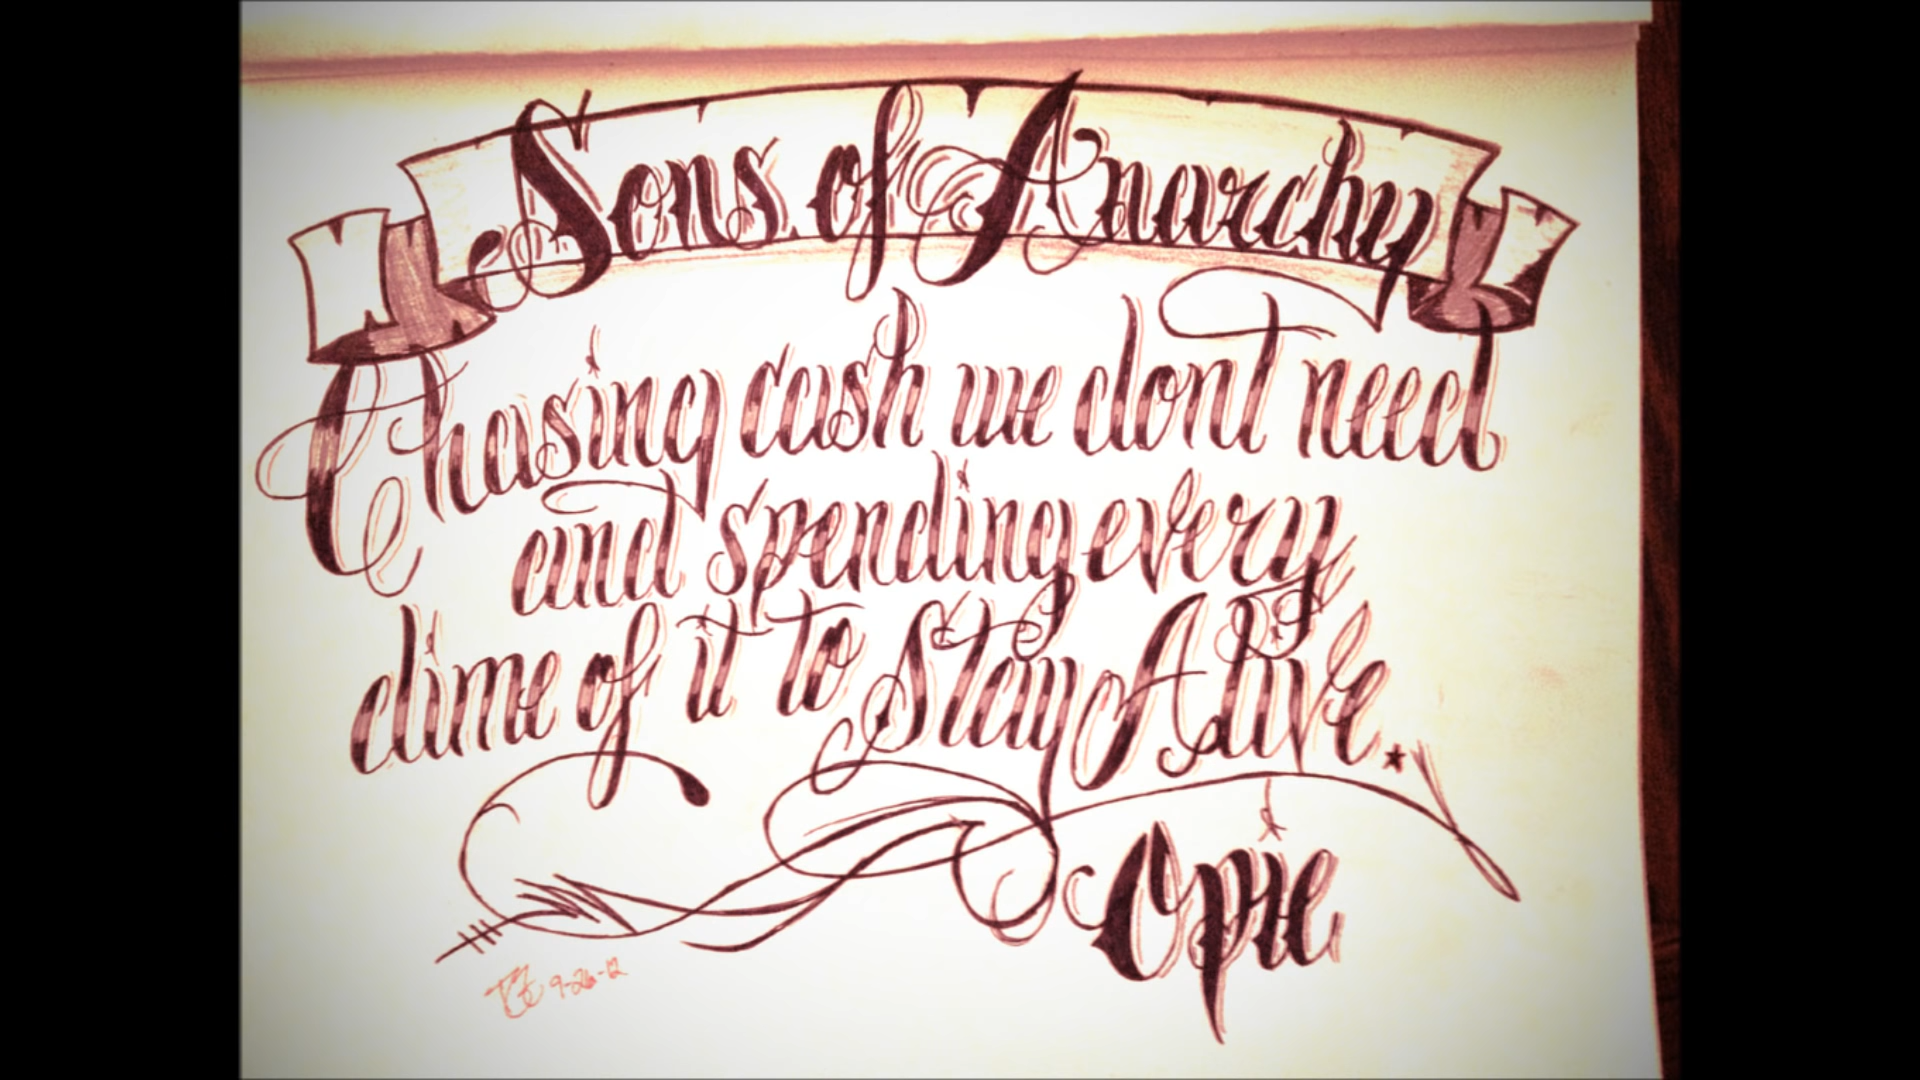 Sons of Anarchy
Chasing cash we dont need
and spending every
dime of it to Stay Alive.
Opie
9-26-12